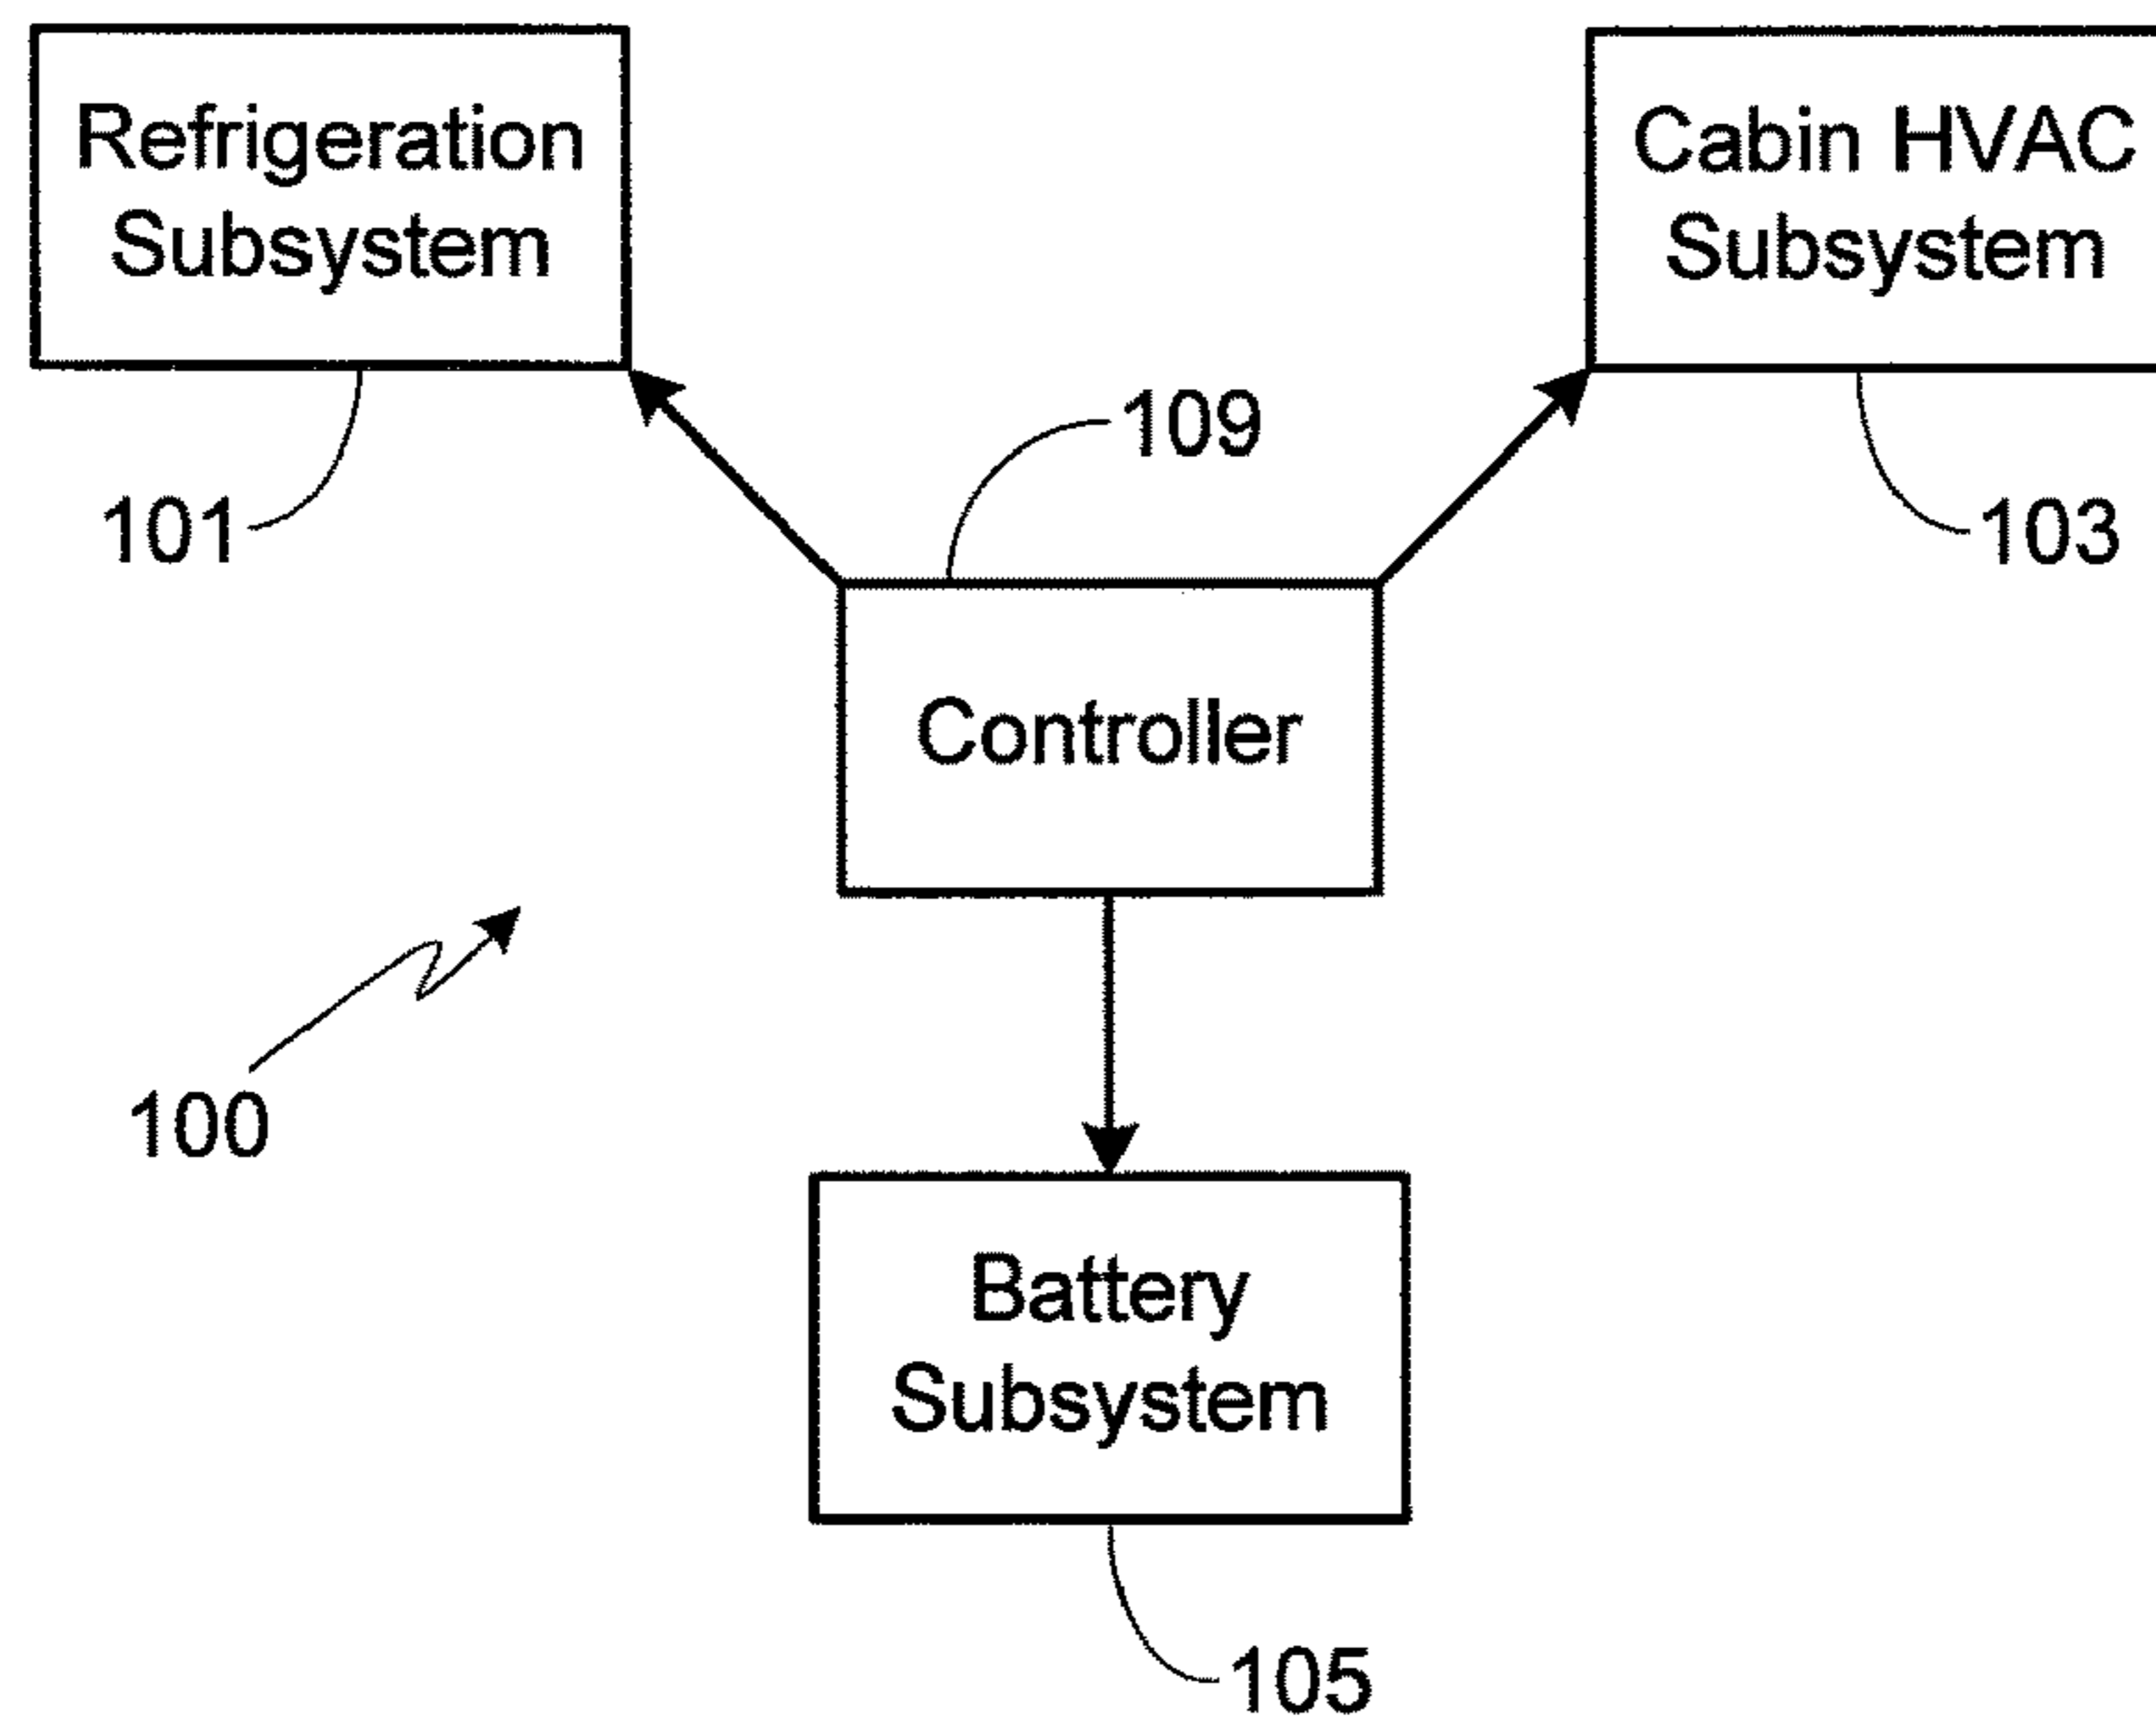 Refrigeration
Subsystem
Cabin HVAC
Subsystem
109
101
103
Controller
100
Battery
Subsystem
105